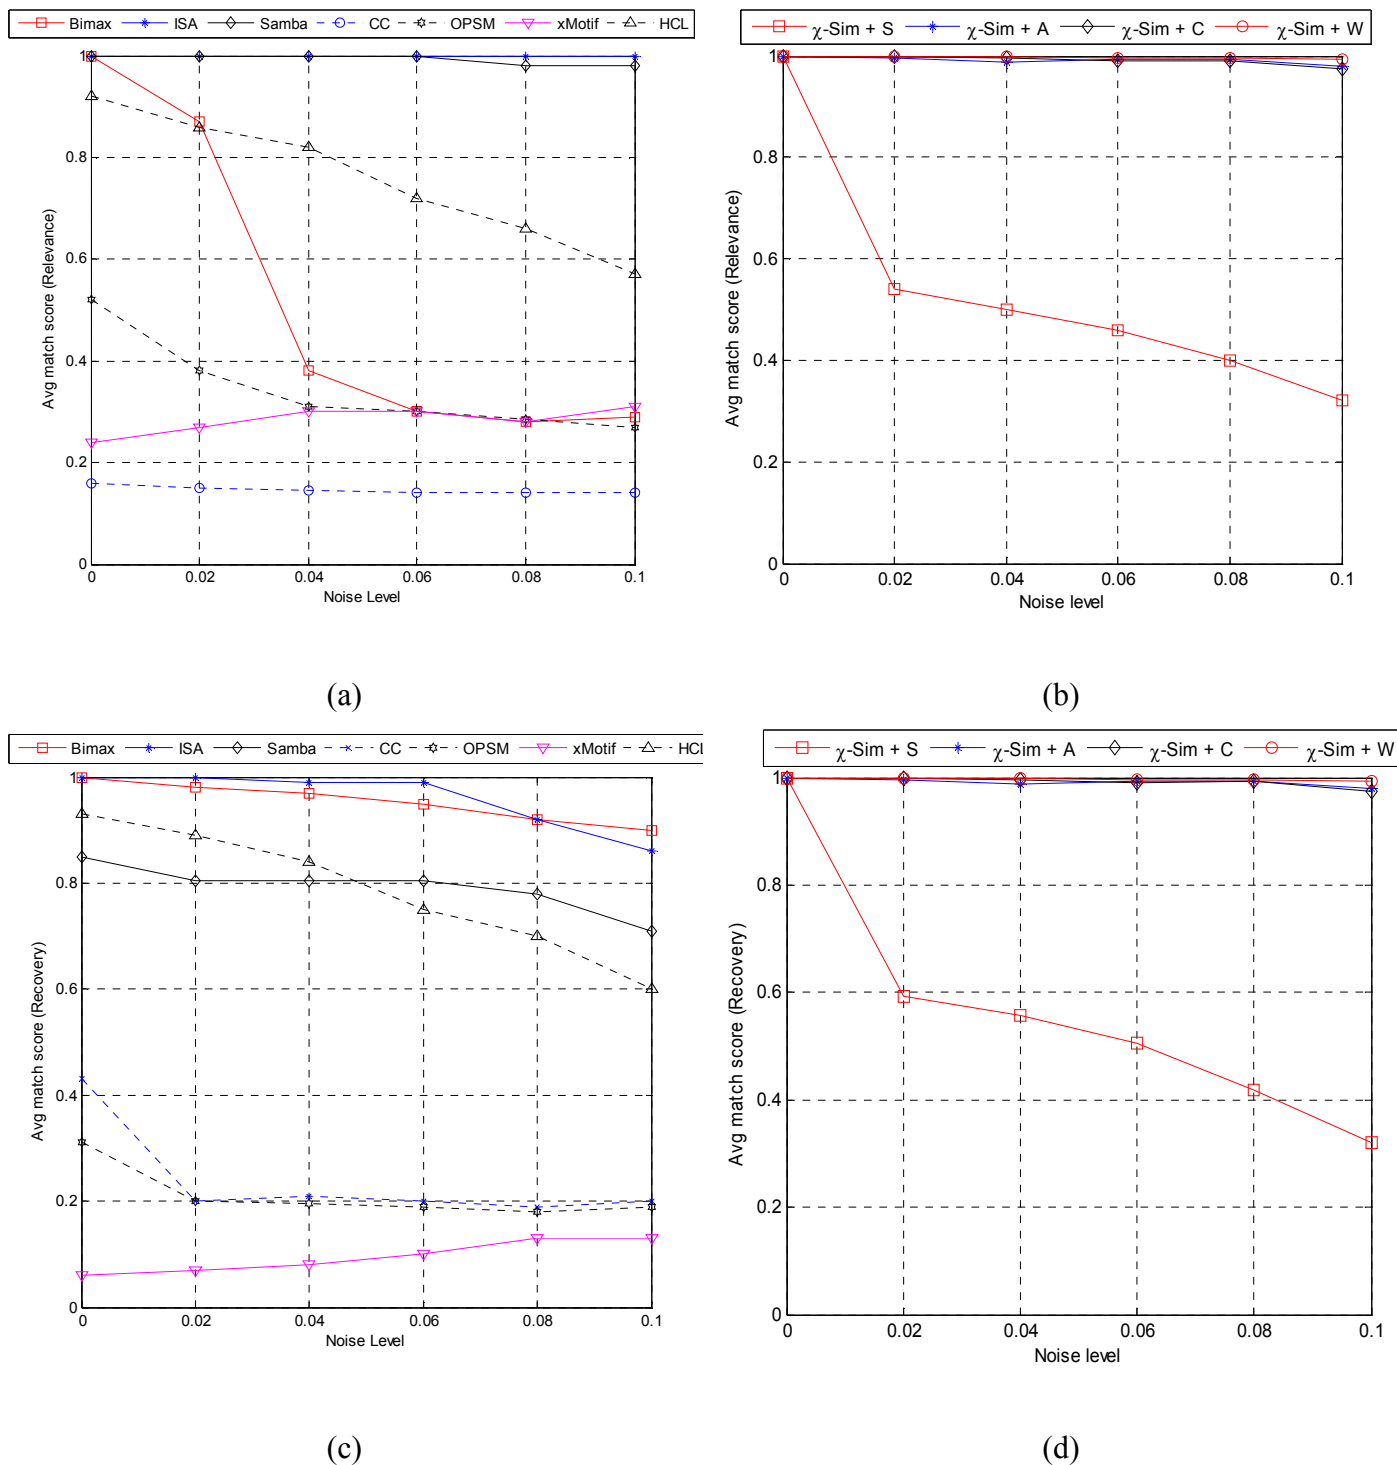 Bimax ISA Samba CC OPSM xMotif HCL
1
0.8
0.6
0.4
0.2
0
0 0.02 0.04 0.06 0.08 0.1
Avg match score (Relevance)
Noise Level
(a)
χ-Sim + S χ-Sim + A χ-Sim + C χ-Sim + W
1
0.8
0.6
0.4
0.2
0
0 0.02 0.04 0.06 0.08 0.1
Avg match score (Relevance)
Noise level
(b)
Bimax ISA Samba CC OPSM xMotif HCL
1
0.8
0.6
0.4
0.2
0
0 0.02 0.04 0.06 0.08 0.1
Avg match score (Recovery)
Noise Level
(c)
χ-Sim + S χ-Sim + A χ-Sim + C χ-Sim + W
1
0.8
0.6
0.4
0.2
0
0 0.02 0.04 0.06 0.08 0.1
Avg match score (Recovery)
Noise level
(d)